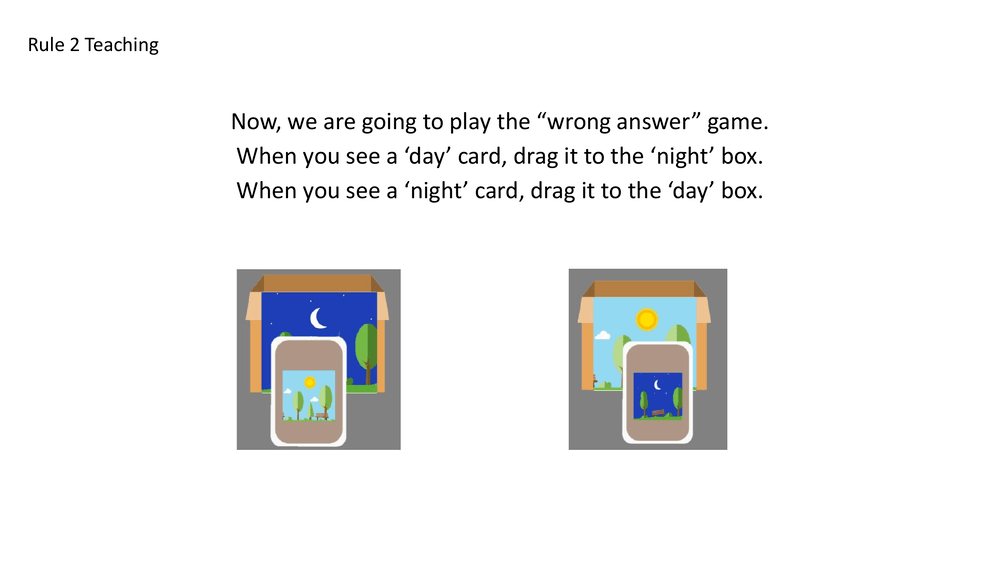 Rule 2 Teaching
Now, we are going to play the “wrong answer” game.
When you see a ‘day’ card, drag it to the ‘night’ box.
When you see a ‘night’ card, drag it to the ‘day’ box.